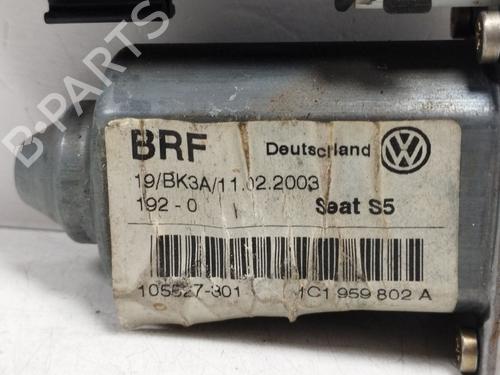 B-PARTS
BRF Deutschland
19/BK3A/11.02.2003
192-0 Seat S5
105527-301 1C1 959 802 A